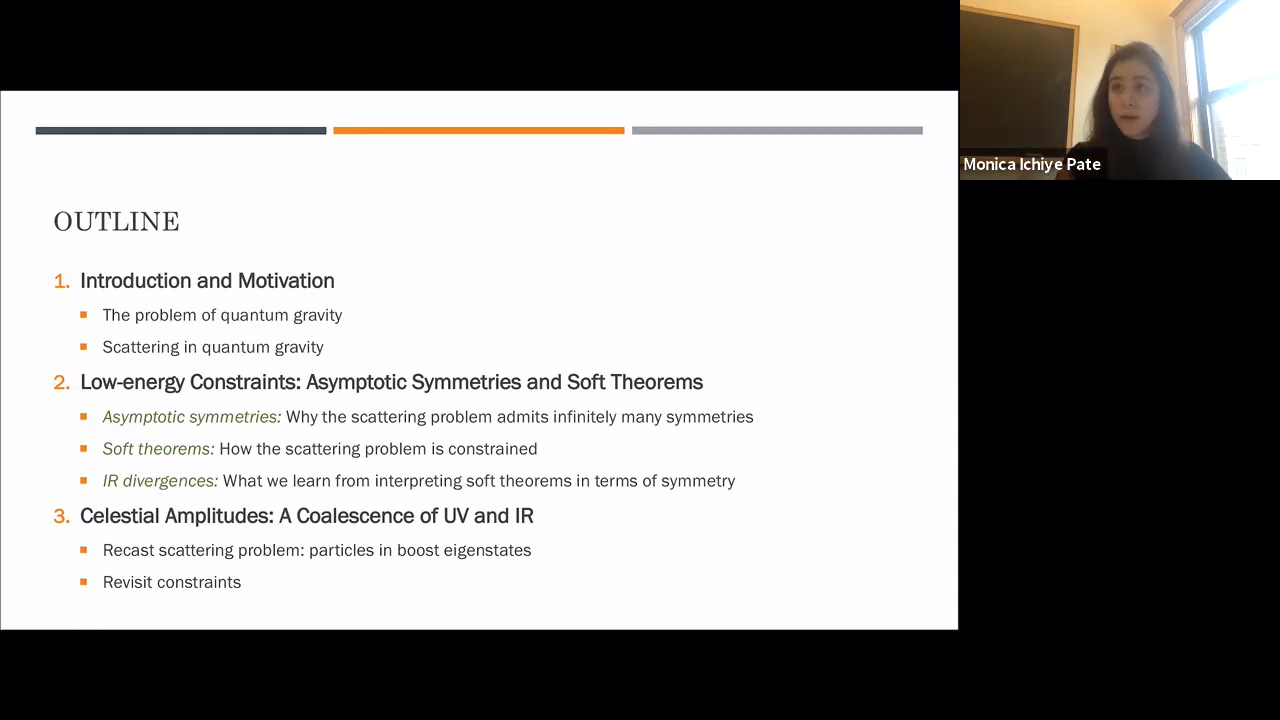 OUTLINE
1. Introduction and Motivation
The problem of quantum gravity
Scattering in quantum gravity
2. Low-energy Constraints: Asymptotic Symmetries and Soft Theorems
Asymptotic symmetries: Why the scattering problem admits infinitely many symmetries
Soft theorems: How the scattering problem is constrained
IR divergences: What we learn from interpreting soft theorems in terms of symmetry
3. Celestial Amplitudes: A Coalescence of UV and IR
Recast scattering problem: particles in boost eigenstates
Revisit constraints
Monica Ichiye Pate